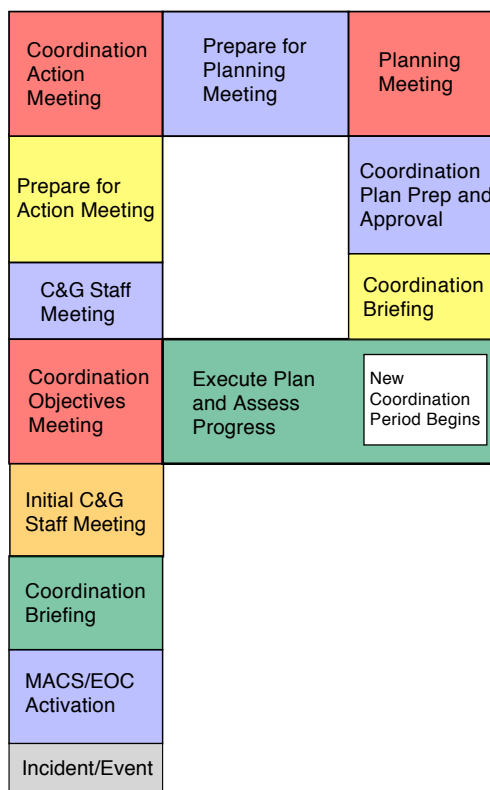 Coordination
Action
Meeting
Prepare for
Planning
Meeting
Planning
Meeting
Prepare for
Action Meeting
Coordination
Plan Prep and
Approval
C&G Staff
Meeting
Coordination
Briefing
Coordination
Objectives
Meeting
Execute Plan
and Assess
Progress
New
Coordination
Period Begins
Initial C&G
Staff Meeting
Coordination
Briefing
MACS/EOC
Activation
Incident/Event